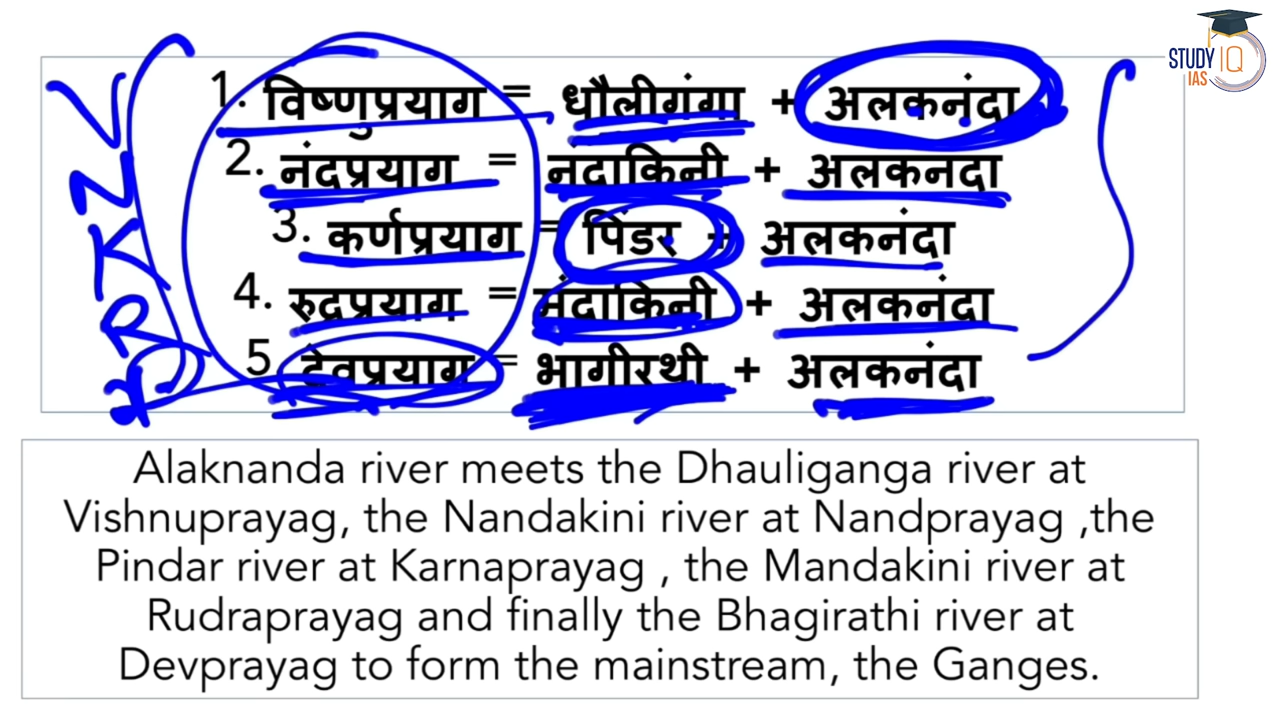 STUDY IQ
IAS
1. विष्णुप्रयाग = धौलीगंगा + अलकनंदा
2. नंदप्रयाग = नंदाकिनी + अलकनंदा
3. कर्णप्रयाग = पिंडर + अलकनंदा
4. रुद्रप्रयाग = मंदाकिनी + अलकनंदा
5 देवप्रयाग = भागीरथी + अलकनंदा
V
N
K
R
D
Alaknanda river meets the Dhauliganga river at
Vishnuprayag, the Nandakini river at Nandprayag ,the
Pindar river at Karnaprayag , the Mandakini river at
Rudraprayag and finally the Bhagirathi river at
Devprayag to form the mainstream, the Ganges.